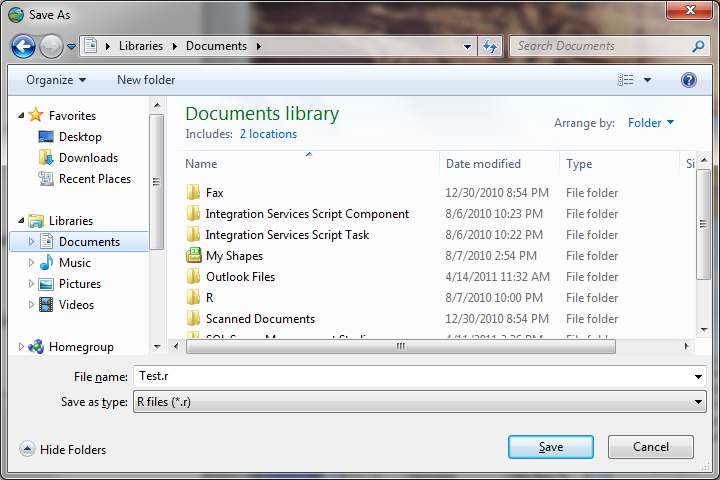 Save As
Libraries Documents
Search Documents
Organize New folder
Favorites
Desktop
Downloads
Recent Places
Libraries
Documents
Music
Pictures
Videos
Homegroup
Documents library
Includes: 2 locations
Arrange by: Folder
Name Date modified Type Si
Fax 12/30/2010 8:54 PM File folder
Integration Services Script Component 8/6/2010 10:23 PM File folder
Integration Services Script Task 8/6/2010 10:22 PM File folder
My Shapes 8/7/2010 2:54 PM File folder
Outlook Files 4/14/2011 11:32 AM File folder
R 8/7/2010 10:00 PM File folder
Scanned Documents 12/30/2010 8:54 PM File folder
File name: Test.r
Save as type: R files (*.r)
Hide Folders
Save Cancel